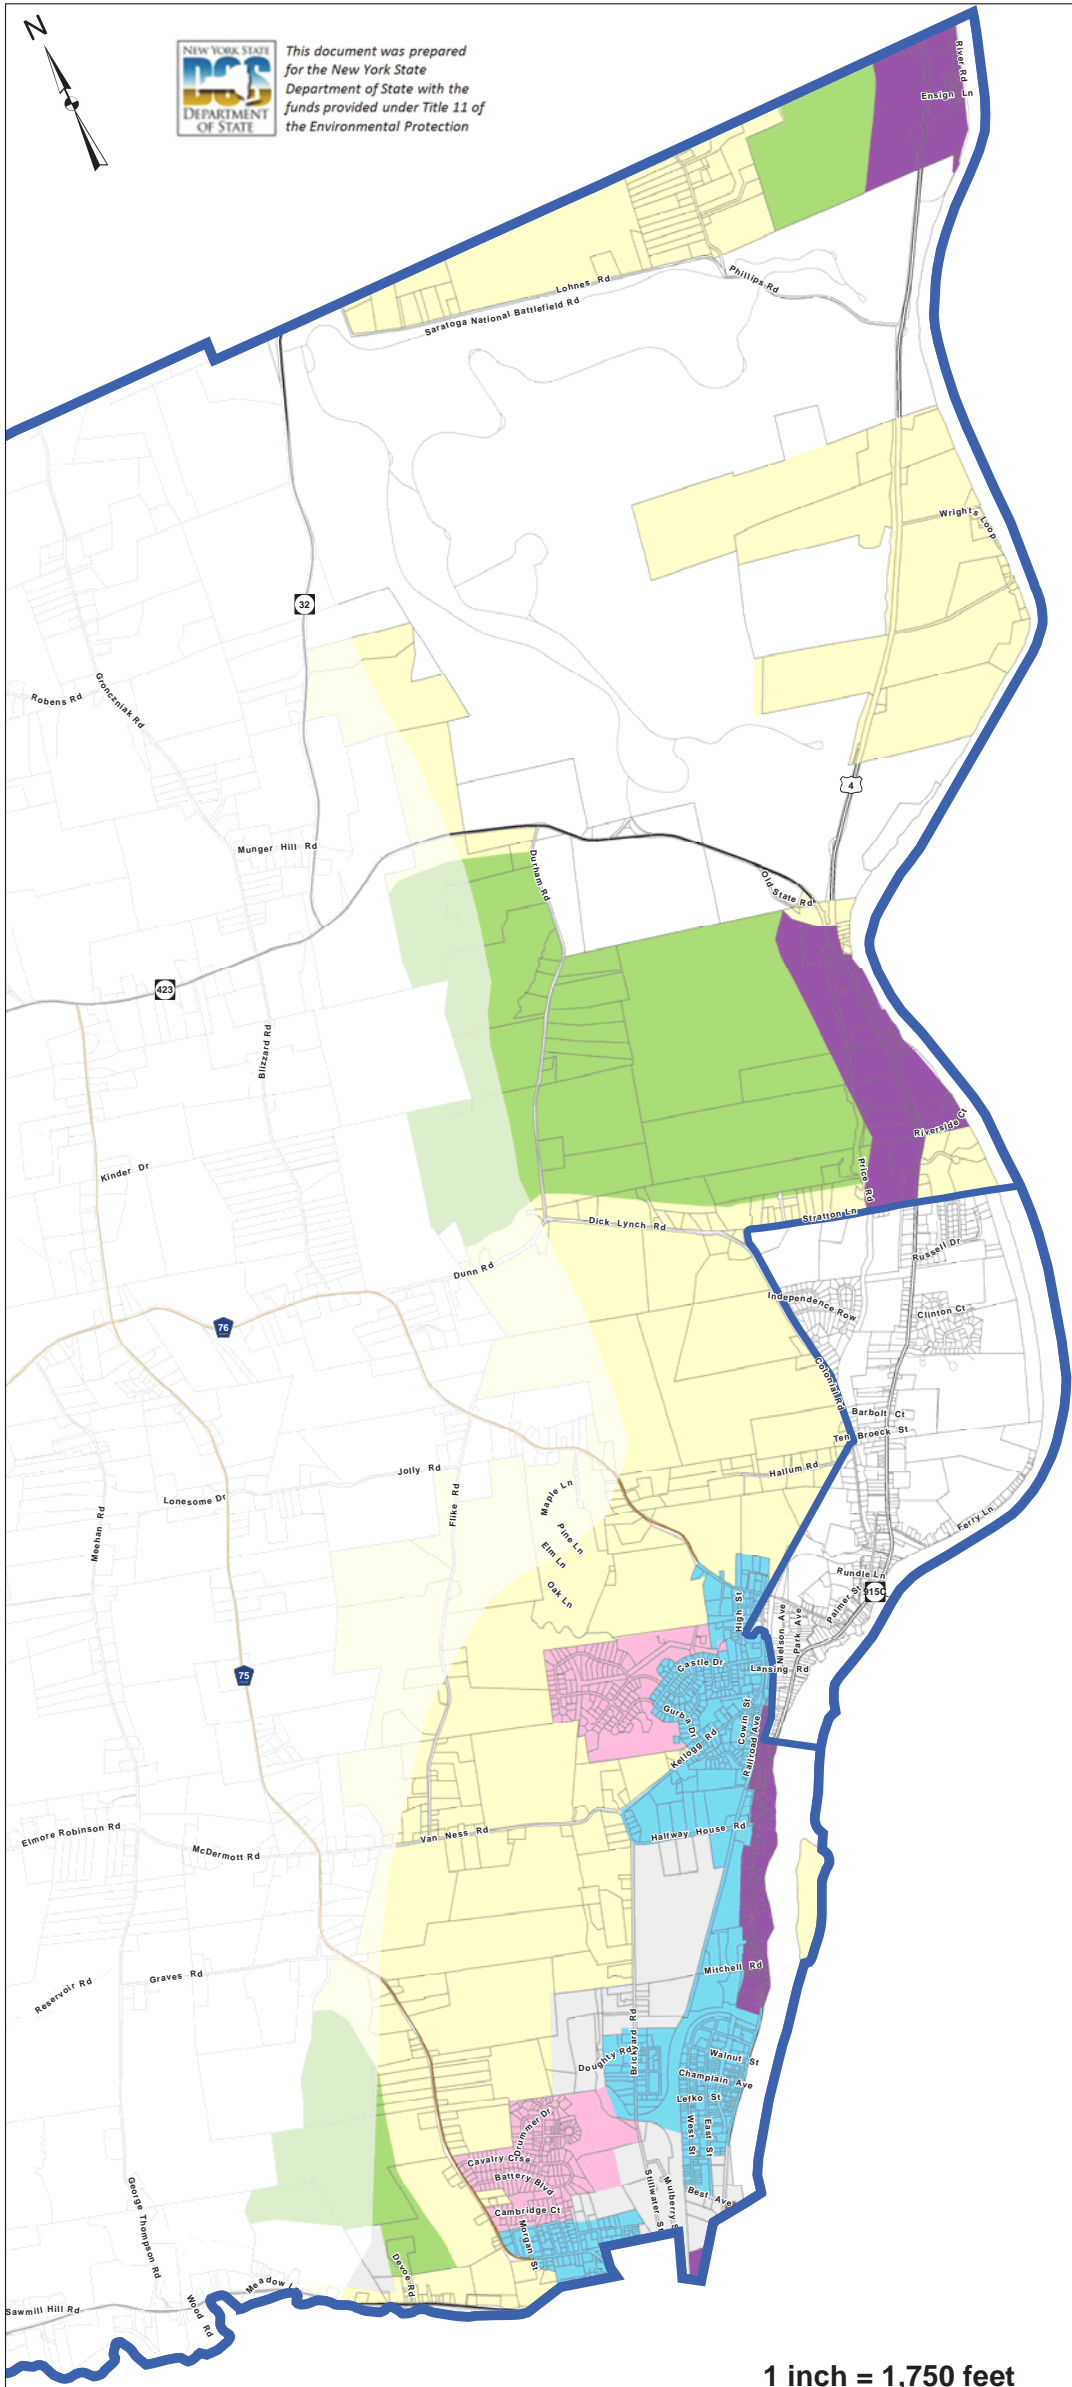 N
NEW YORK STATE
DOS
DEPARTMENT
OF STATE
This document was prepared
for the New York State
Department of State with the
funds provided under Title 11 of
the Environmental Protection
River Rd
Ensign Ln
Phillips Rd
Lohnes Rd
Saratoga National Battlefield Rd
Wrights Loop
32
Robens Rd
Gronczniak Rd
4
Munger Hill Rd
Durham Rd
Old State Rd
423
Blizzard Rd
Riverside Ct
Kinder Dr
Price Rd
Stratton Ln
Dick Lynch Rd
Russell Dr
Dunn Rd
Independence Row
Clinton Ct
76
Colonial Rd
Barbolt Ct
Ten Broeck St
Hallum Rd
Jolly Rd
Flike Rd
Maple Ln
Lonesome Dr
Meehan Rd
Pine Ln
Elm Ln
Ferry Ln
Rundle Ln
915C
Oak Ln
High St
Nielson Ave
Park Ave
Palmer St
Castle Dr
Lansing Rd
75
Gurba Dr
Cowin St
Railroad Ave
Kellogg Rd
Elmore Robinson Rd
Van Ness Rd
Halfway House Rd
McDermott Rd
Mitchell Rd
Graves Rd
Reservoir Rd
Brickyard Rd
Doughty Rd
Walnut St
Champlain Ave
Lefko St
West St
East St
Drummer Dr
Cavalry Crse
Battery Blvd
Stillwater St
Mulberry S
Best Ave
Cambridge Ct
Morgan St
George Thompson Rd
Devoe Rd
Meadow L
Wood Rd
Sawmill Hill Rd
1 inch = 1,750 feet